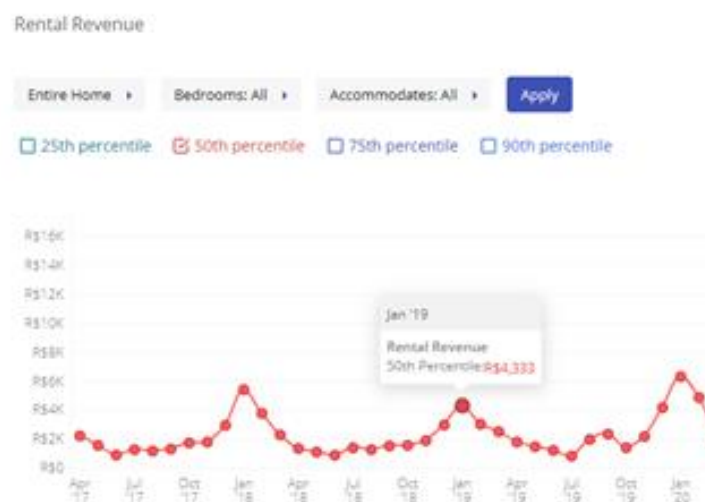 Rental Revenue
Entire Home
Bedrooms: All
Accommodates: All
Apply
25th percentile
50th percentile
75th percentile
90th percentile
R$16K
R$14K
R$12K
R$10K
R$8K
R$6K
R$4K
R$2K
R$0
Jan '19
Rental Revenue
50th Percentile:R$4,333
Apr '17
Jul '17
Oct '17
Jan '18
Apr '18
Jul '18
Oct '18
Jan '19
Apr '19
Jul '19
Oct '19
Jan '20